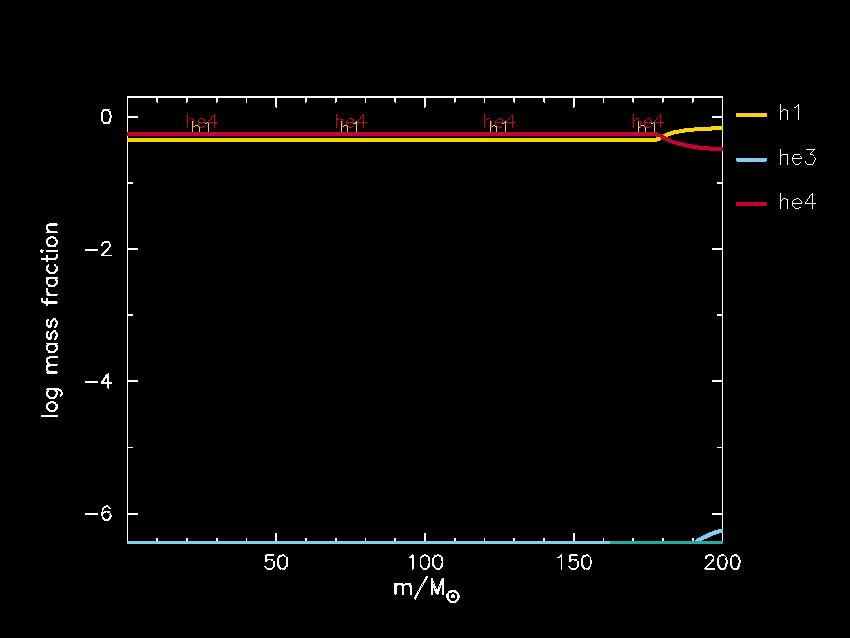 he4 he4 he4 he4
h1 h1 h1 h1
h1
he3
he4
0
−2
−4
−6
log mass fraction
50 100 150 200
m/M⊙